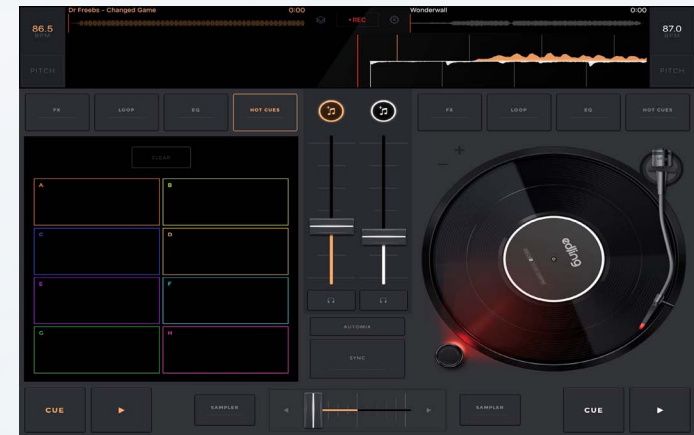 Dr Freebs - Changed Game
0:00
Wonderwall
0:00
86.5
BPM
• REC
87.0
BPM
PITCH
PITCH
FX
LOOP
EQ
HOT CUES
FX
LOOP
EQ
HOT CUES
CLEAR
A
B
C
D
E
F
G
H
edjing
AUTOMIX
SYNC
CUE
SAMPLER
SAMPLER
CUE